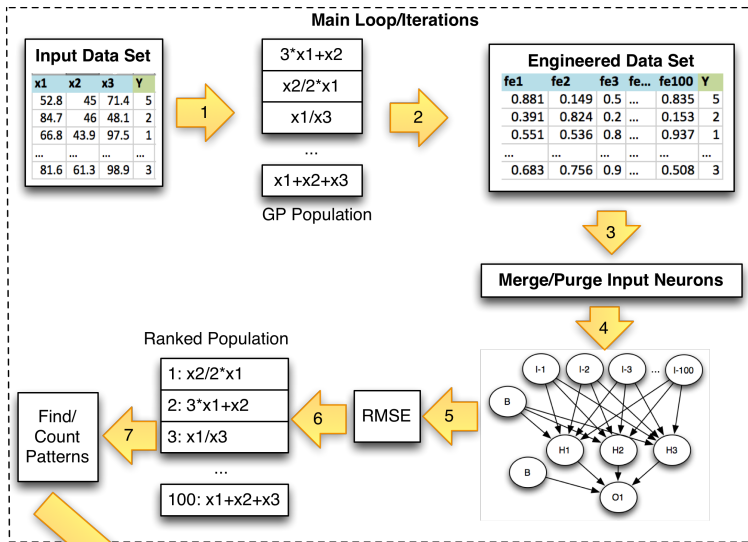 Main Loop/Iterations
Input Data Set
x1 x2 x3 Y
52.8 45 71.4 5
84.7 46 48.1 2
66.8 43.9 97.5 1
... ... ... ...
81.6 61.3 98.9 3
1
3*x1+x2
x2/2*x1
x1/x3
...
x1+x2+x3
GP Population
2
Engineered Data Set
fe1 fe2 fe3 fe... fe100 Y
0.881 0.149 0.5 ... 0.835 5
0.391 0.824 0.2 ... 0.153 2
0.551 0.536 0.8 ... 0.937 1
... ... ... ... ... ...
0.683 0.756 0.9 ... 0.508 3
3
Merge/Purge Input Neurons
4
I-1 I-2 I-3 ... I-100
B
H1 H2 H3
B
O1
5
RMSE
6
Ranked Population
1: x2/2*x1
2: 3*x1+x2
3: x1/x3
...
100: x1+x2+x3
7
Find/
Count
Patterns